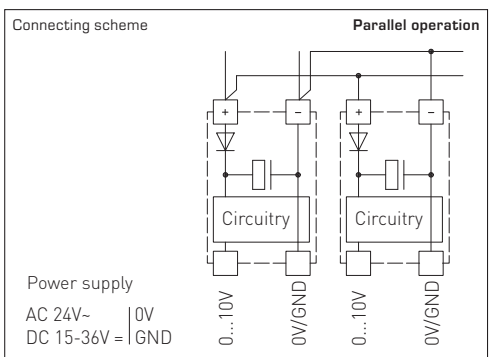 Connecting scheme
Parallel operation
+ – + –
Circuitry Circuitry
Power supply
AC 24V~ | 0V
DC 15-36V = | GND
0...10V
0V/GND
0...10V
0V/GND